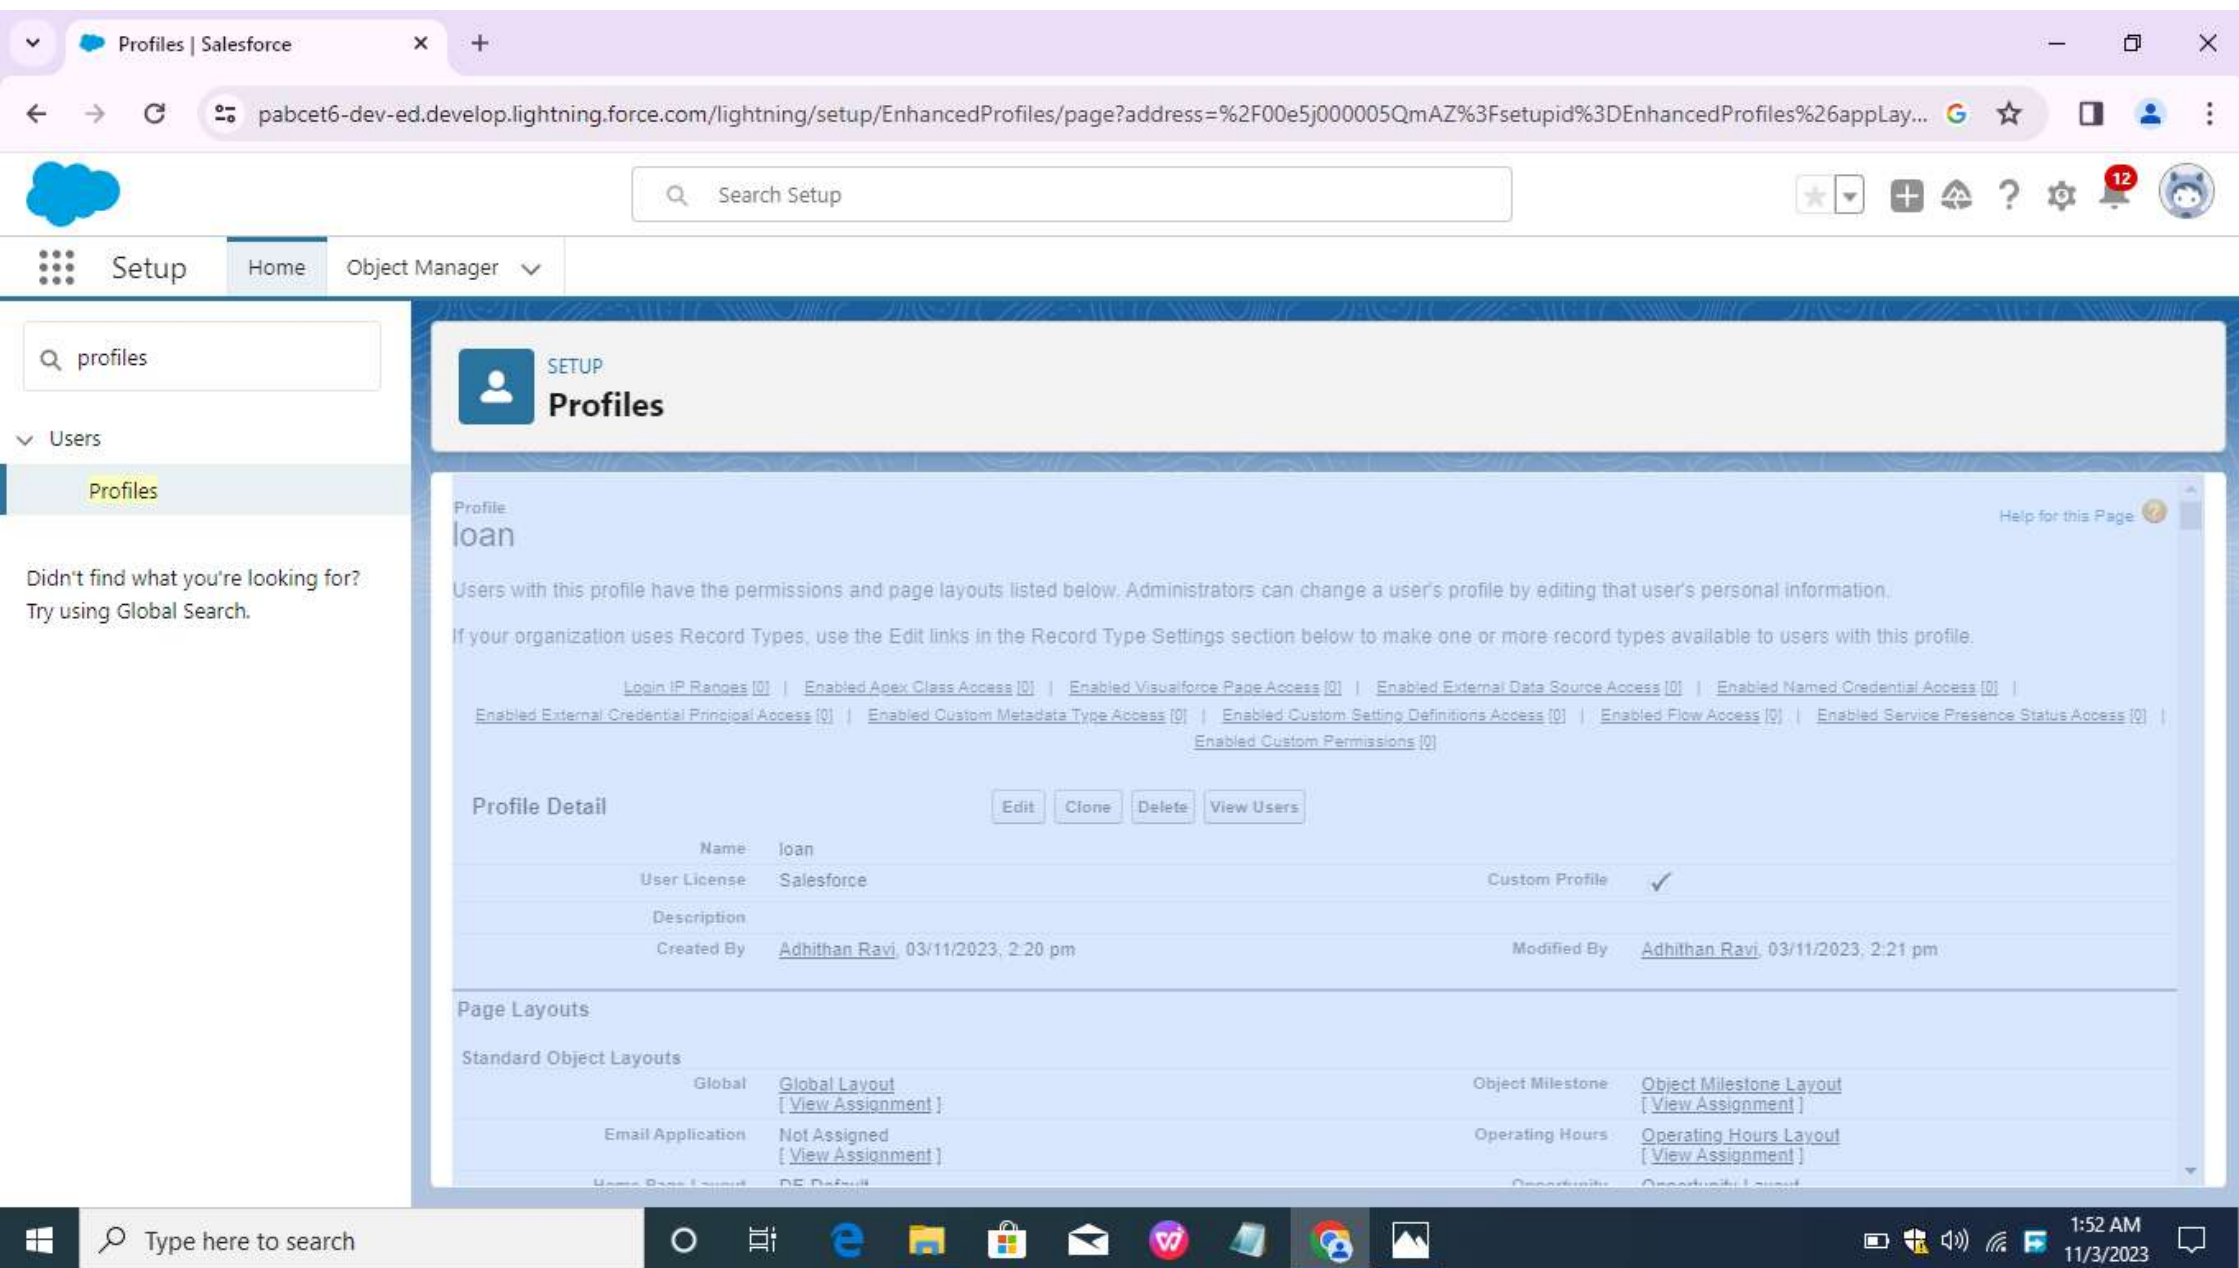 Profiles | Salesforce
pabcet6-dev-ed.develop.lightning.force.com/lightning/setup/EnhancedProfiles/page?address=%2F00e5j000005QmAZ%3Fsetupid%3DEnhancedProfiles%26appLay...
Search Setup
12
Setup Home Object Manager
profiles
Users
Profiles
Didn't find what you're looking for?
Try using Global Search.
SETUP
Profiles
Profile
loan
Help for this Page
Users with this profile have the permissions and page layouts listed below. Administrators can change a user's profile by editing that user's personal information.
If your organization uses Record Types, use the Edit links in the Record Type Settings section below to make one or more record types available to users with this profile.
Login IP Ranges [0] | Enabled Apex Class Access [0] | Enabled Visualforce Page Access [0] | Enabled External Data Source Access [0] | Enabled Named Credential Access [0] |
Enabled External Credential Principal Access [0] | Enabled Custom Metadata Type Access [0] | Enabled Custom Setting Definitions Access [0] | Enabled Flow Access [0] | Enabled Service Presence Status Access [0] |
Enabled Custom Permissions [0]
Profile Detail Edit Clone Delete View Users
Name loan
User License Salesforce Custom Profile ✓
Description
Created By Adhithan Ravi, 03/11/2023, 2:20 pm Modified By Adhithan Ravi, 03/11/2023, 2:21 pm
Page Layouts
Standard Object Layouts
Global Global Layout Object Milestone Object Milestone Layout
[ View Assignment ] [ View Assignment ]
Email Application Not Assigned Operating Hours Operating Hours Layout
[ View Assignment ] [ View Assignment ]
Home Page Layout DE Default Opportunity Opportunity Layout
Type here to search
1:52 AM
11/3/2023